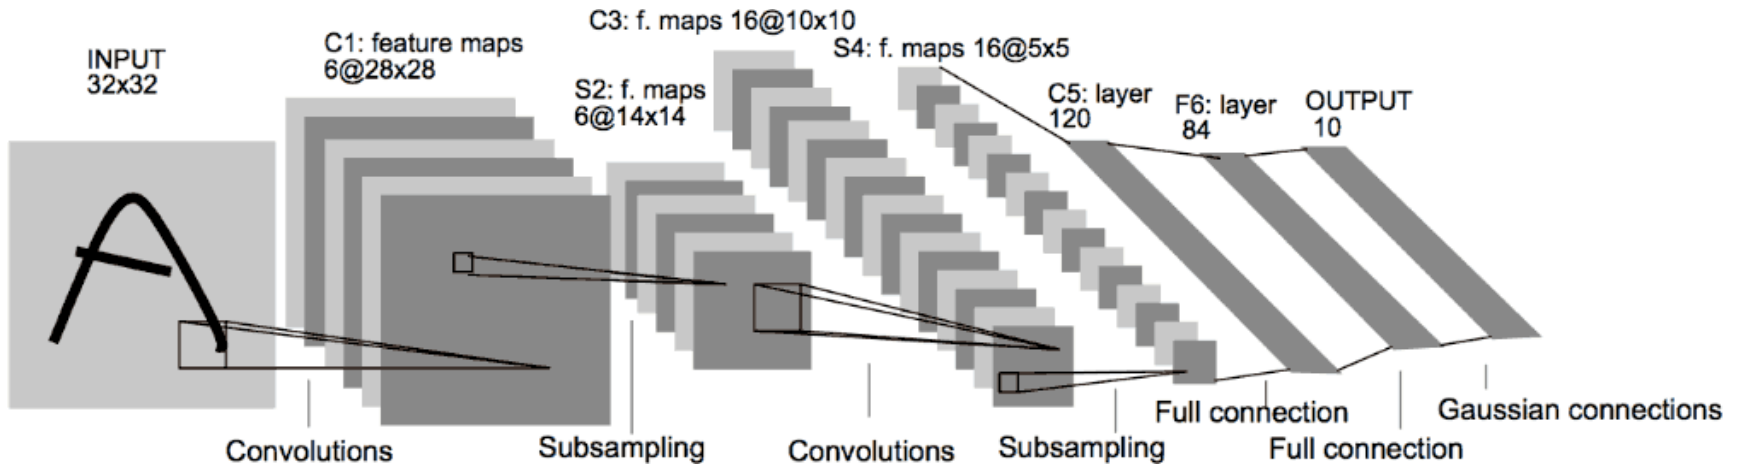 INPUT
32x32
C1: feature maps
6@28x28
S2: f. maps
6@14x14
C3: f. maps 16@10x10
S4: f. maps 16@5x5
C5: layer
120
F6: layer
84
OUTPUT
10
Convolutions
Subsampling
Convolutions
Subsampling
Full connection
Full connection
Gaussian connections